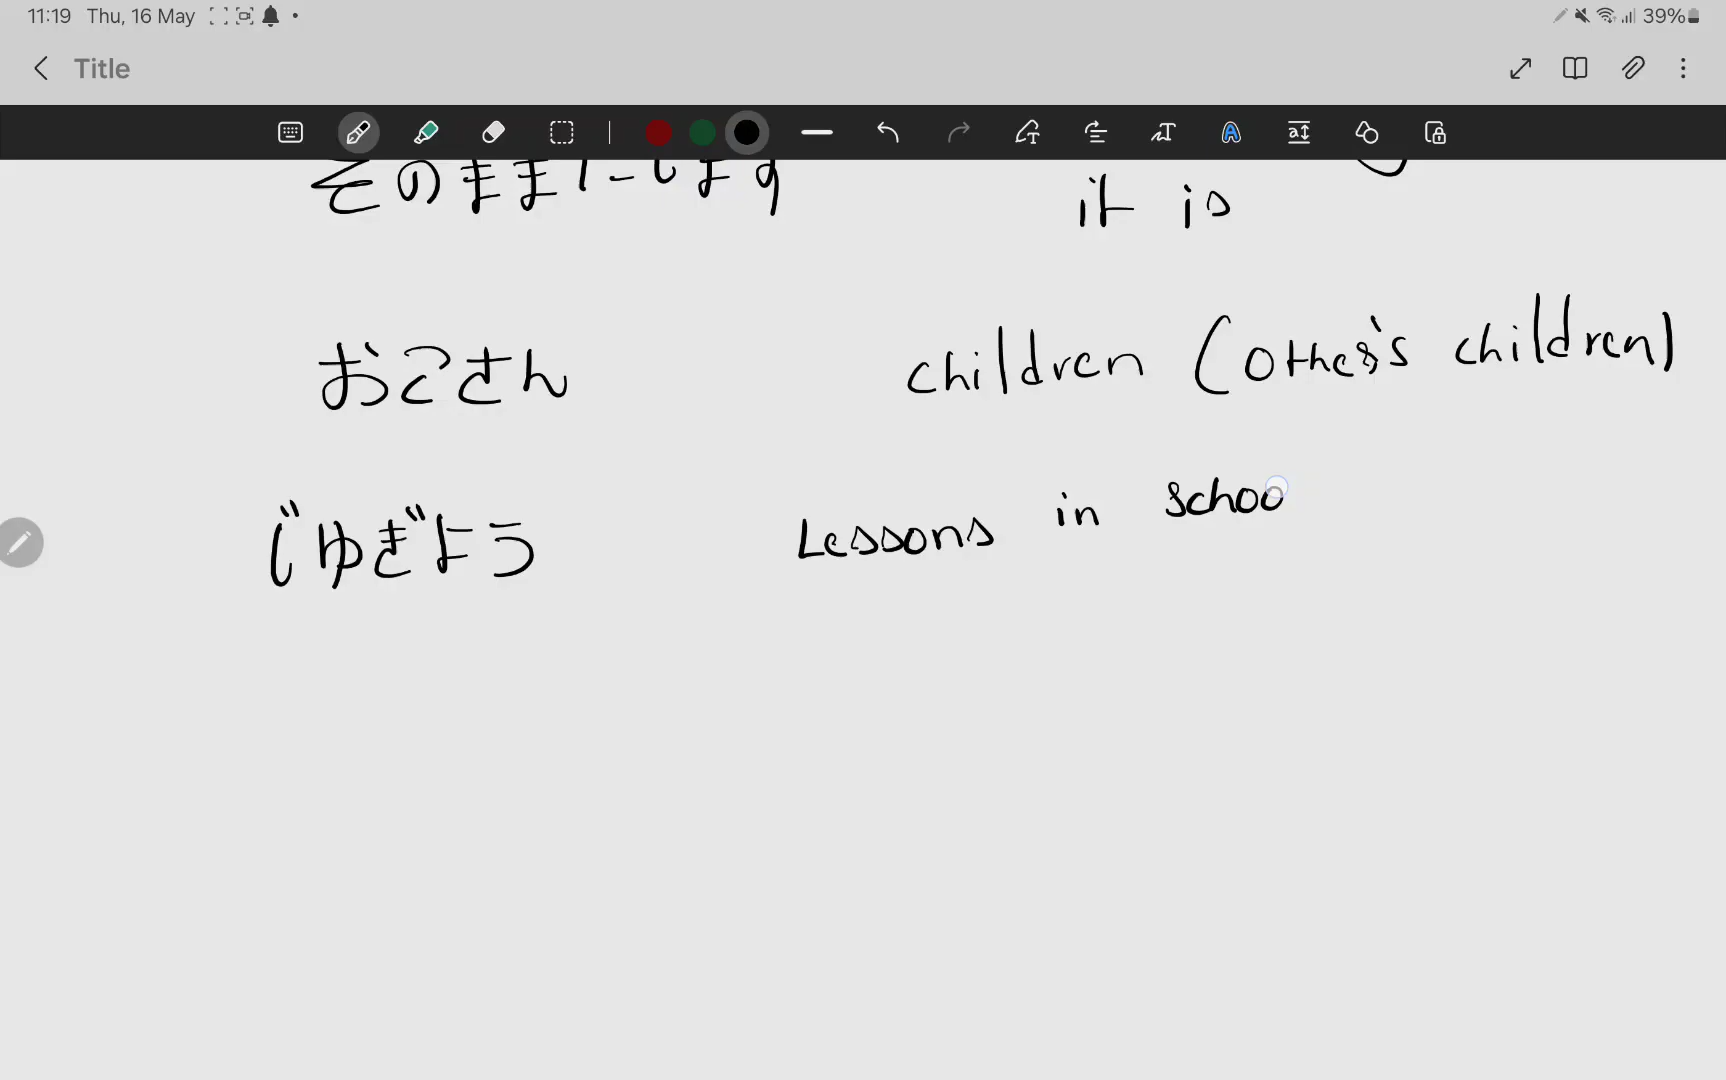 11:19 Thu, 16 May 39%
Title
そのままにします it is
おこさん children (other's children)
じゅぎょう Lessons in schoo